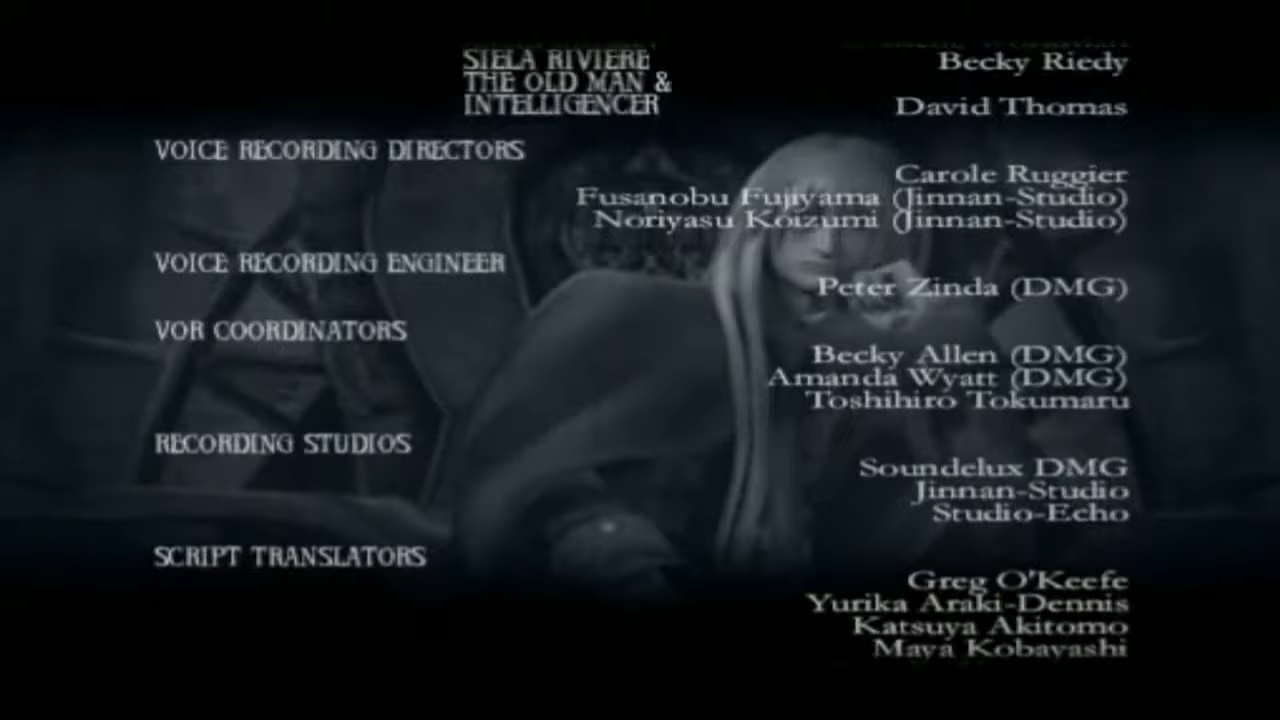 SIELA RIVIERE
Becky Riedy
THE OLD MAN &
INTELLIGENCER
David Thomas
VOICE RECORDING DIRECTORS
Carole Ruggier
Fusanobu Fujiyama (Jinnan-Studio)
Noriyasu Koizumi (Jinnan-Studio)
VOICE RECORDING ENGINEER
Peter Zinda (DMG)
VOR COORDINATORS
Becky Allen (DMG)
Amanda Wyatt (DMG)
Toshihiro Tokumaru
RECORDING STUDIOS
Soundelux DMG
Jinnan-Studio
Studio-Echo
SCRIPT TRANSLATORS
Greg O'Keefe
Yurika Araki-Dennis
Katsuya Akitomo
Maya Kobayashi